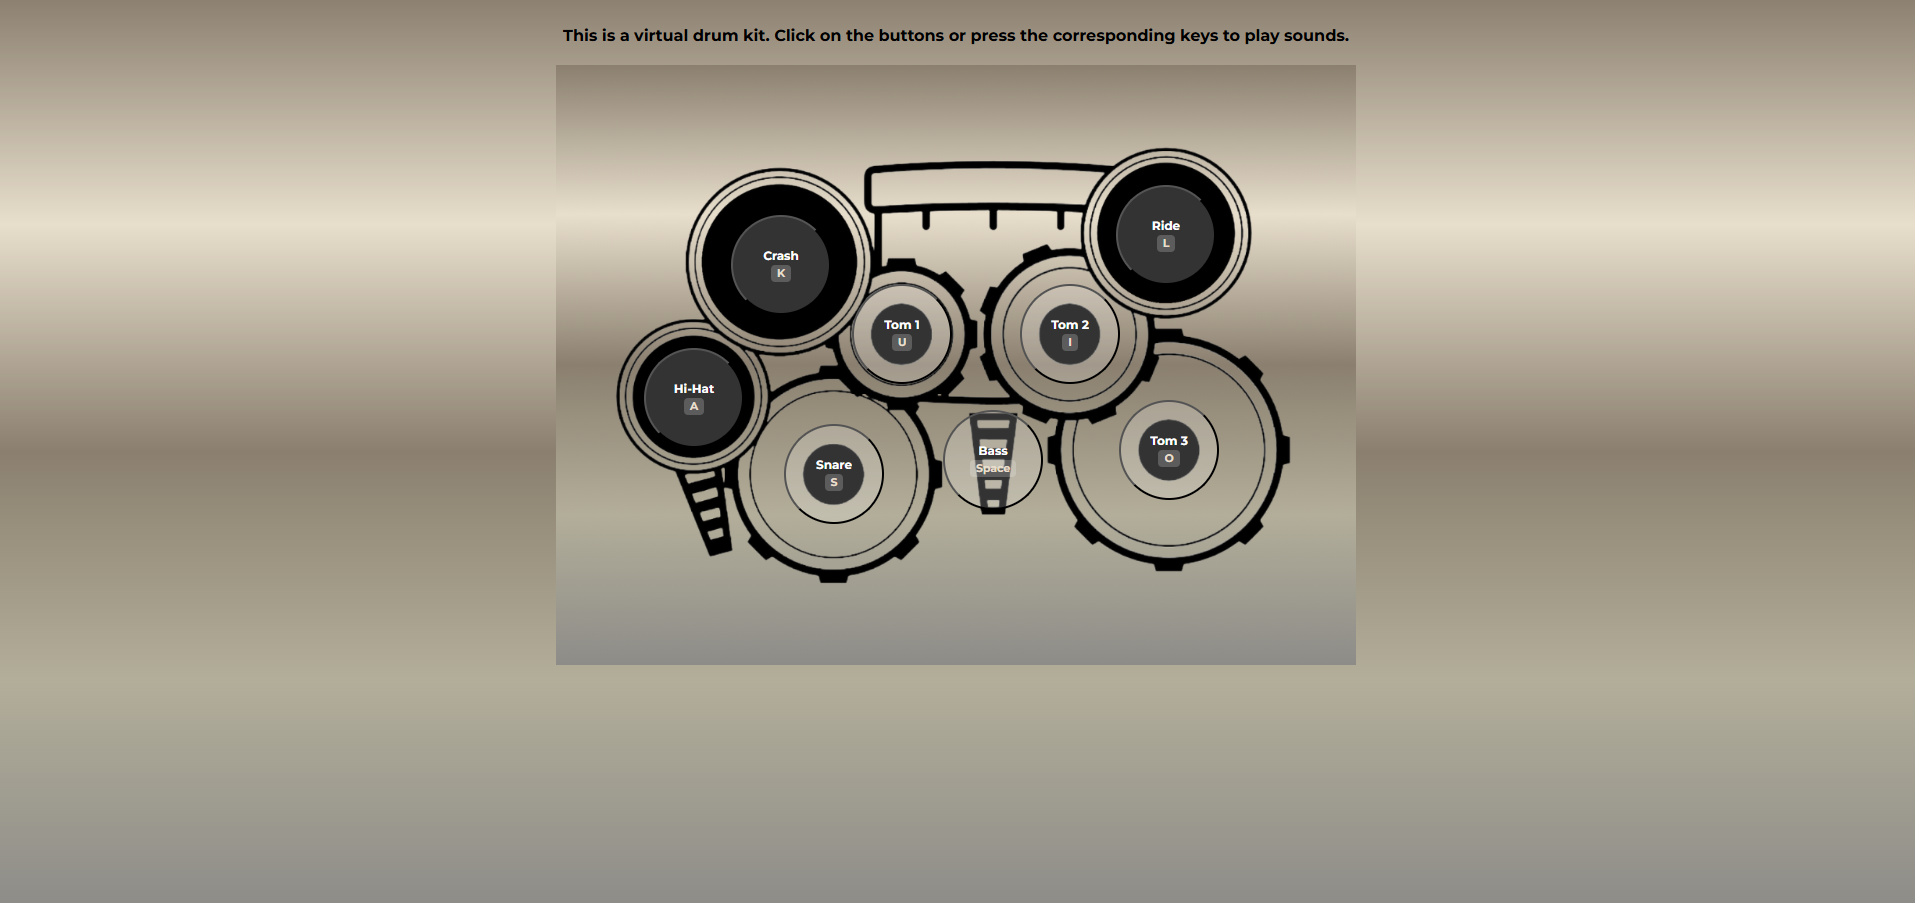 This is a virtual drum kit. Click on the buttons or press the corresponding keys to play sounds.
Ride
L
Crash
K
Tom 1
U
Tom 2
I
Hi-Hat
A
Tom 3
O
Bass
Space
Snare
S